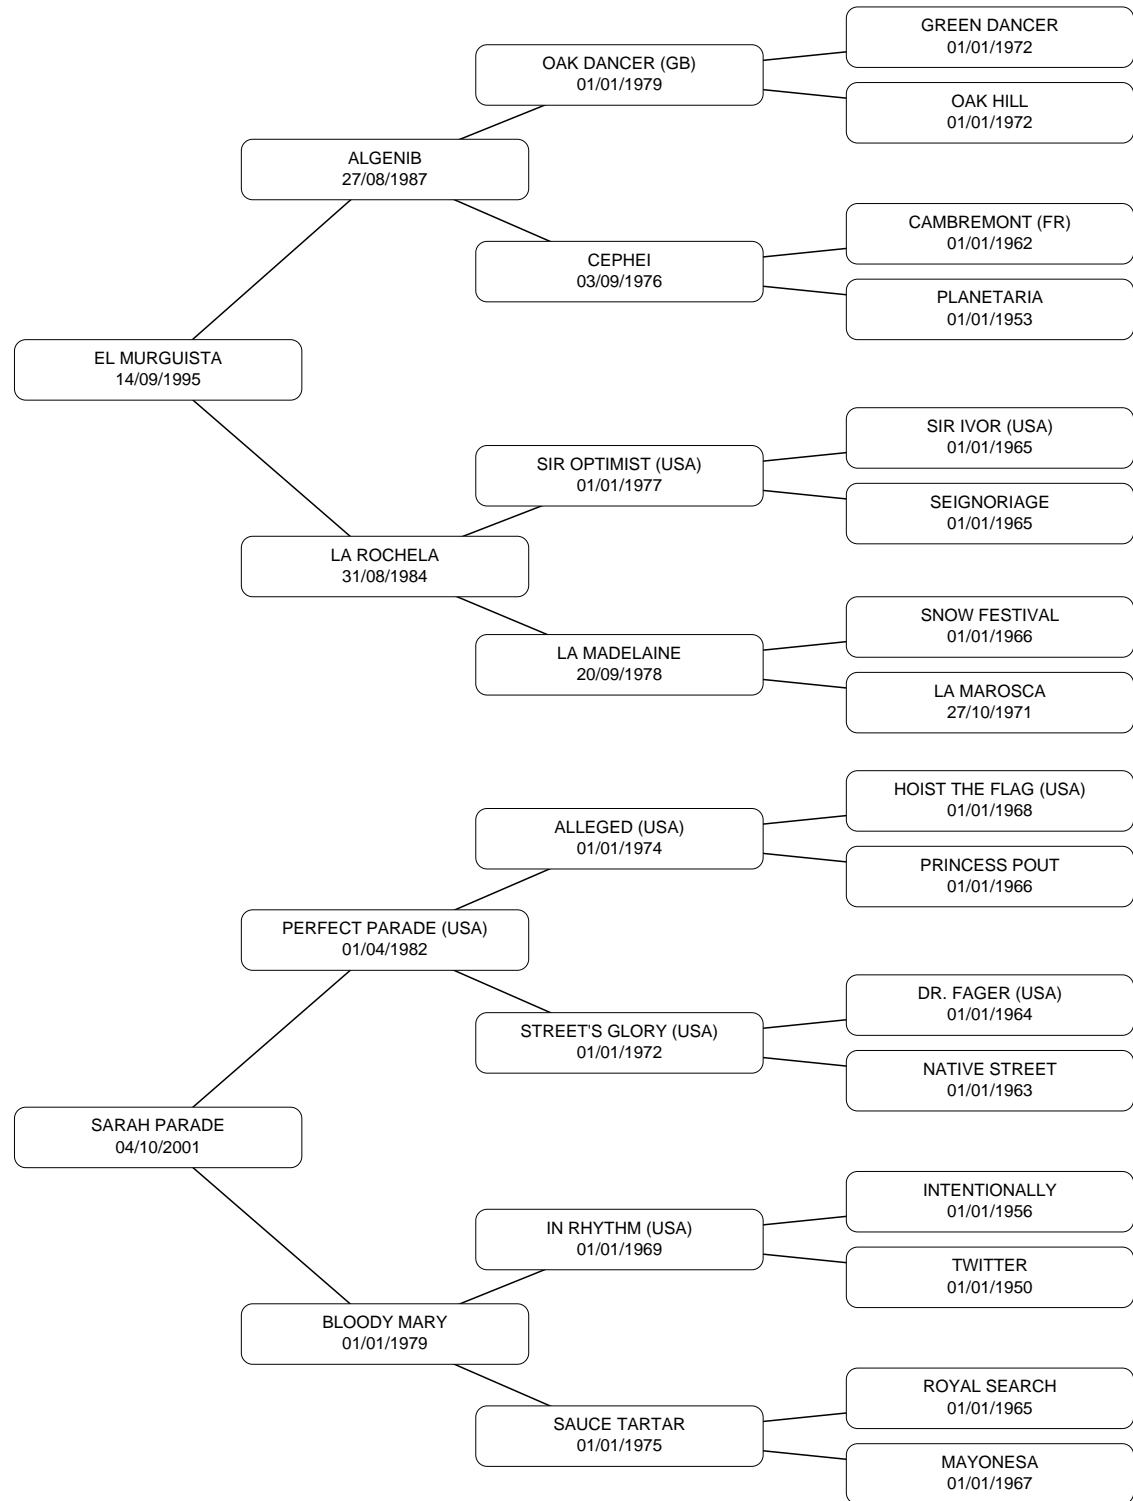 GREEN DANCER
01/01/1972
OAK DANCER (GB)
01/01/1979
OAK HILL
01/01/1972
ALGENIB
27/08/1987
CAMBREMONT (FR)
01/01/1962
CEPHEI
03/09/1976
PLANETARIA
01/01/1953
EL MURGUISTA
14/09/1995
SIR IVOR (USA)
01/01/1965
SIR OPTIMIST (USA)
01/01/1977
SEIGNORIAGE
01/01/1965
LA ROCHELA
31/08/1984
SNOW FESTIVAL
01/01/1966
LA MADELAINE
20/09/1978
LA MAROSCA
27/10/1971
HOIST THE FLAG (USA)
01/01/1968
ALLEGED (USA)
01/01/1974
PRINCESS POUT
01/01/1966
PERFECT PARADE (USA)
01/04/1982
DR. FAGER (USA)
01/01/1964
STREET'S GLORY (USA)
01/01/1972
NATIVE STREET
01/01/1963
SARAH PARADE
04/10/2001
INTENTIONALLY
01/01/1956
IN RHYTHM (USA)
01/01/1969
TWITTER
01/01/1950
BLOODY MARY
01/01/1979
ROYAL SEARCH
01/01/1965
SAUCE TARTAR
01/01/1975
MAYONESA
01/01/1967